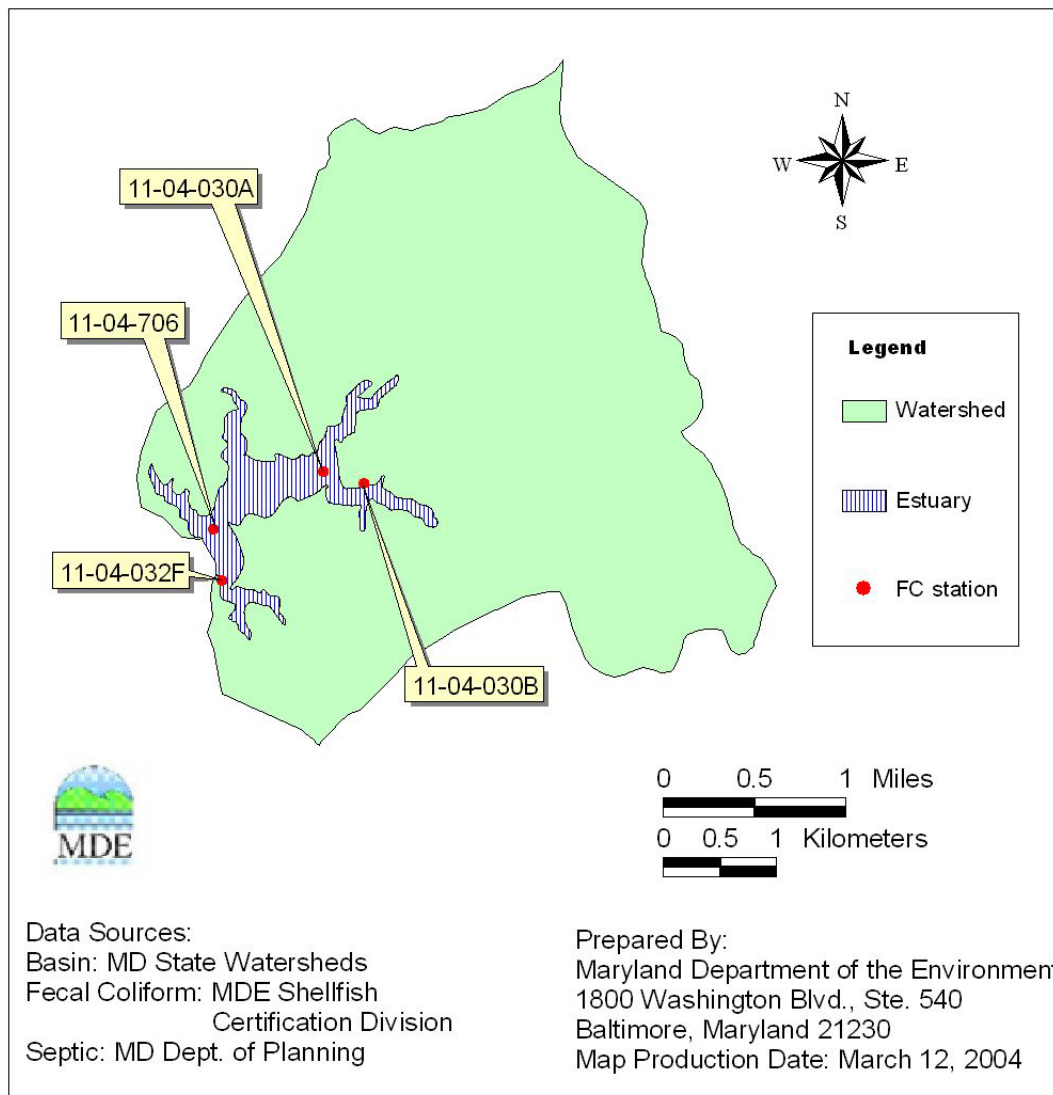 N
W
E
S
11-04-030A
11-04-706
11-04-032F
11-04-030B
Legend
Watershed
Estuary
FC station
0 0.5 1 Miles
0 0.5 1 Kilometers
MDE
Data Sources:
Basin: MD State Watersheds
Fecal Coliform: MDE Shellfish
Certification Division
Septic: MD Dept. of Planning
Prepared By:
Maryland Department of the Environment
1800 Washington Blvd., Ste. 540
Baltimore, Maryland 21230
Map Production Date: March 12, 2004